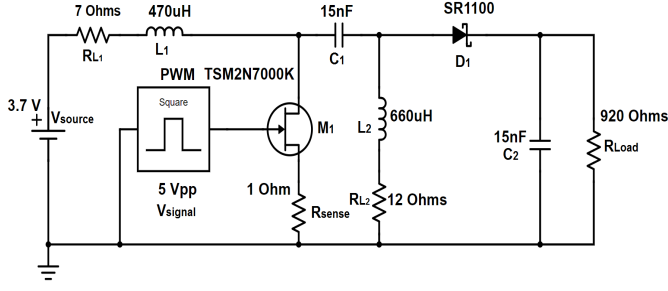 7 Ohms
470uH
15nF
SR1100
RL1
L1
C1
D1
PWM TSM2N7000K
3.7 V
+
Vsource
Square
M1
L2
660uH
920 Ohms
15nF
C2
RLoad
5 Vpp
Vsignal
1 Ohm
Rsense
RL2
12 Ohms